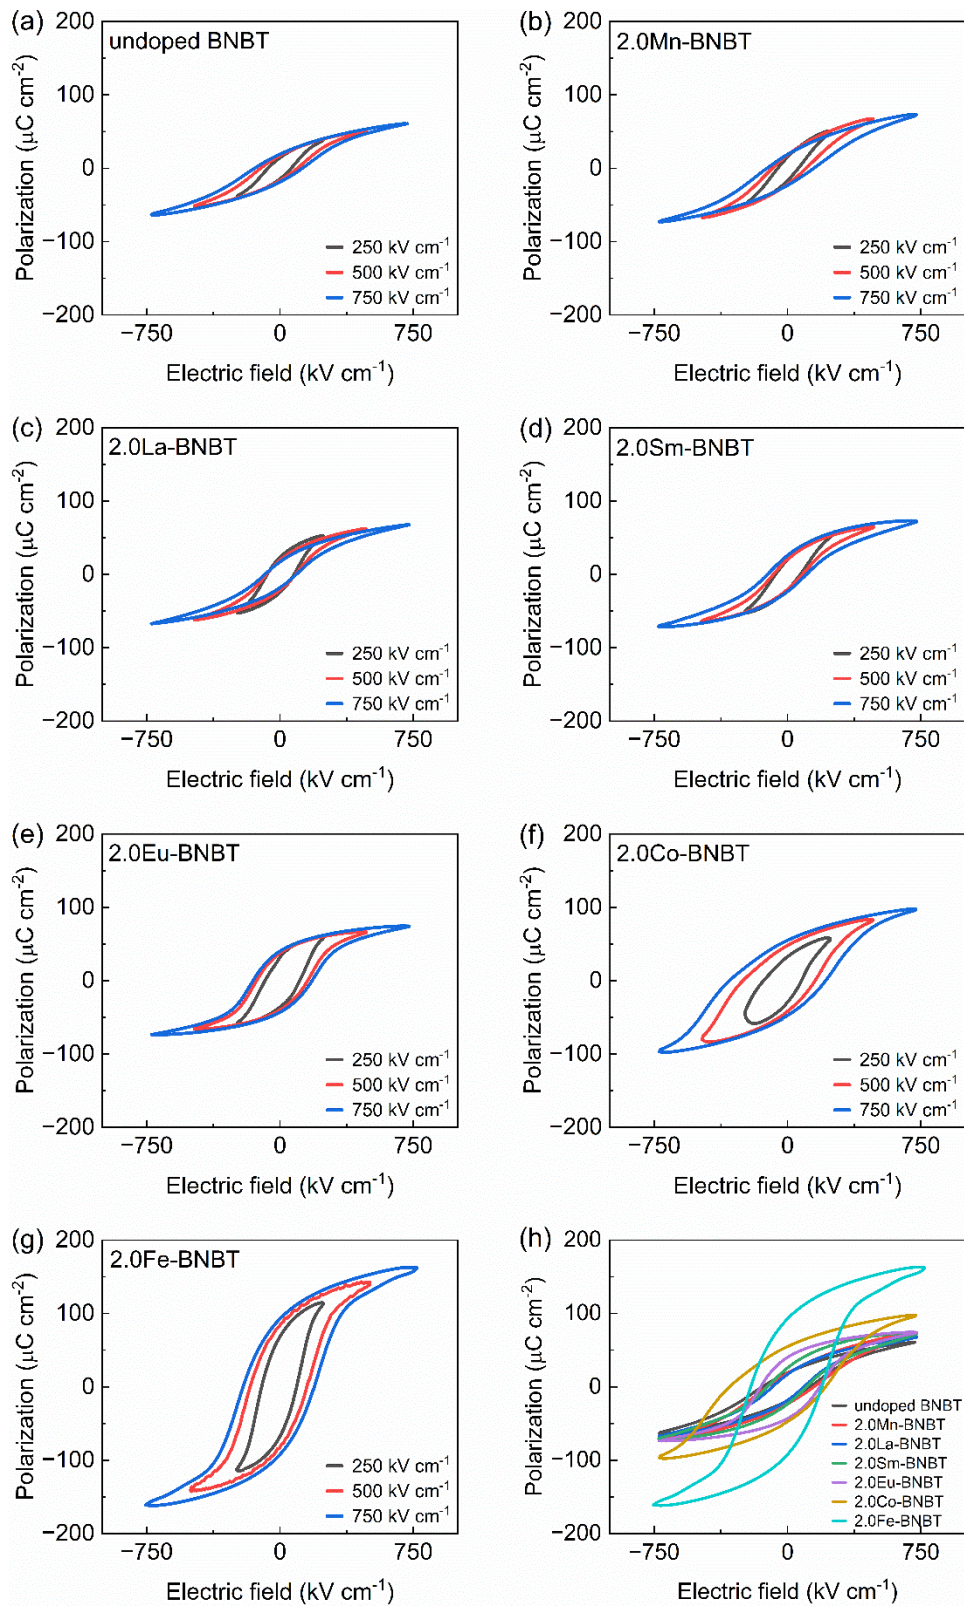 (a)
undoped BNBT
200
100
0
−100
−200
Polarization (μC cm⁻²)
250 kV cm⁻¹
500 kV cm⁻¹
750 kV cm⁻¹
−750
0
750
Electric field (kV cm⁻¹)
(b)
2.0Mn-BNBT
200
100
0
−100
−200
Polarization (μC cm⁻²)
250 kV cm⁻¹
500 kV cm⁻¹
750 kV cm⁻¹
−750
0
750
Electric field (kV cm⁻¹)
(c)
2.0La-BNBT
200
100
0
−100
−200
Polarization (μC cm⁻²)
250 kV cm⁻¹
500 kV cm⁻¹
750 kV cm⁻¹
−750
0
750
Electric field (kV cm⁻¹)
(d)
2.0Sm-BNBT
200
100
0
−100
−200
Polarization (μC cm⁻²)
250 kV cm⁻¹
500 kV cm⁻¹
750 kV cm⁻¹
−750
0
750
Electric field (kV cm⁻¹)
(e)
2.0Eu-BNBT
200
100
0
−100
−200
Polarization (μC cm⁻²)
250 kV cm⁻¹
500 kV cm⁻¹
750 kV cm⁻¹
−750
0
750
Electric field (kV cm⁻¹)
(f)
2.0Co-BNBT
200
100
0
−100
−200
Polarization (μC cm⁻²)
250 kV cm⁻¹
500 kV cm⁻¹
750 kV cm⁻¹
−750
0
750
Electric field (kV cm⁻¹)
(g)
2.0Fe-BNBT
200
100
0
−100
−200
Polarization (μC cm⁻²)
250 kV cm⁻¹
500 kV cm⁻¹
750 kV cm⁻¹
−750
0
750
Electric field (kV cm⁻¹)
(h)
200
100
0
−100
−200
Polarization (μC cm⁻²)
undoped BNBT
2.0Mn-BNBT
2.0La-BNBT
2.0Sm-BNBT
2.0Eu-BNBT
2.0Co-BNBT
2.0Fe-BNBT
−750
0
750
Electric field (kV cm⁻¹)